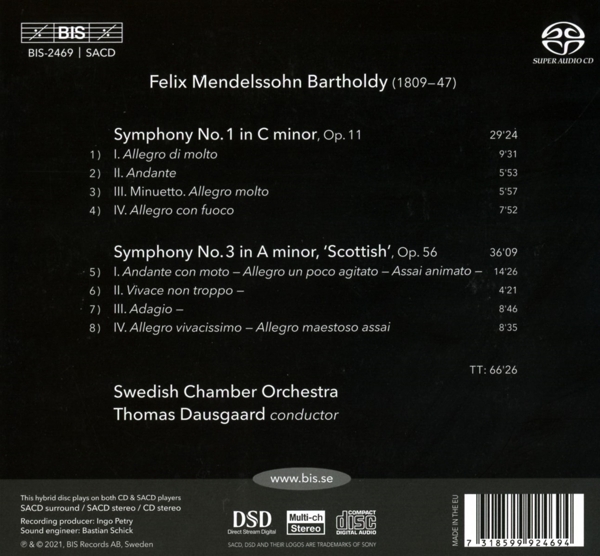 BIS
BIS-2469 | SACD
SUPER AUDIO CD
Felix Mendelssohn Bartholdy (1809–47)
Symphony No. 1 in C minor, Op. 11 29'24
1) I. Allegro di molto 9'31
2) II. Andante 5'53
3) III. Minuetto. Allegro molto 5'57
4) IV. Allegro con fuoco 7'52
Symphony No. 3 in A minor, ‘Scottish’, Op. 56 36'09
5) I. Andante con moto – Allegro un poco agitato – Assai animato – 14'26
6) II. Vivace non troppo – 4'21
7) III. Adagio – 8'46
8) IV. Allegro vivacissimo – Allegro maestoso assai 8'35
TT: 66'26
Swedish Chamber Orchestra
Thomas Dausgaard conductor
www.bis.se
This hybrid disc plays on both CD & SACD players
SACD surround / SACD stereo / CD stereo
Recording producer: Ingo Petry
Sound engineer: Bastian Schick
℗ & © 2021, BIS Records AB, Sweden
DSD
Direct Stream Digital
Multi-ch
Stereo
COMPACT
disc
DIGITAL AUDIO
SACD, DSD AND THEIR LOGOS ARE TRADEMARKS OF SONY
MADE IN THE EU
7 318599 924694